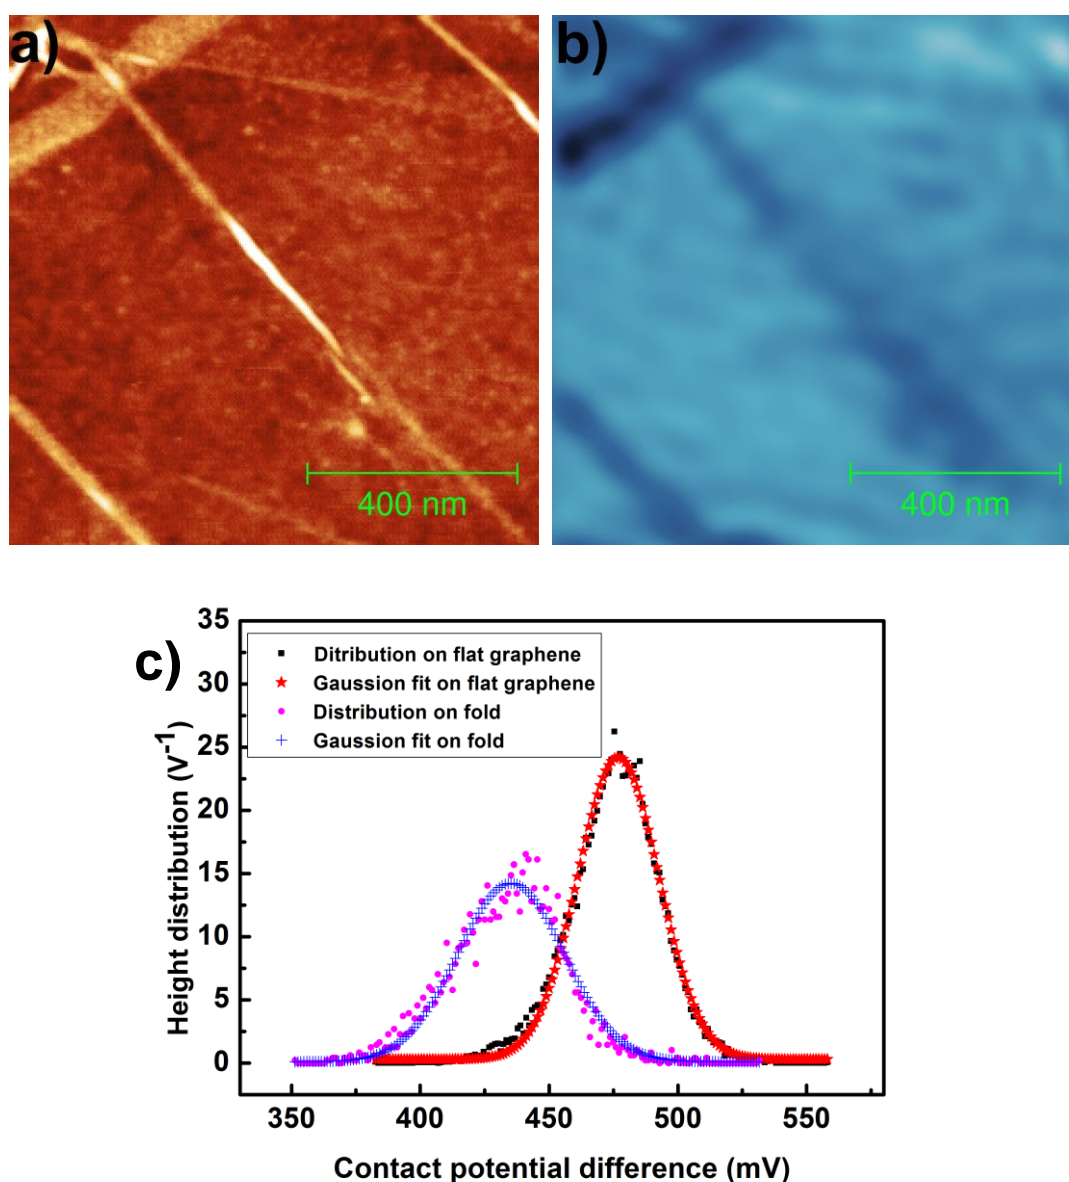 a)
b)
400 nm
400 nm
c)
Ditribution on flat graphene
Gaussion fit on flat graphene
Distribution on fold
Gaussion fit on fold
35
30
25
20
15
10
5
0
Height distribution (V⁻¹)
350 400 450 500 550
Contact potential difference (mV)